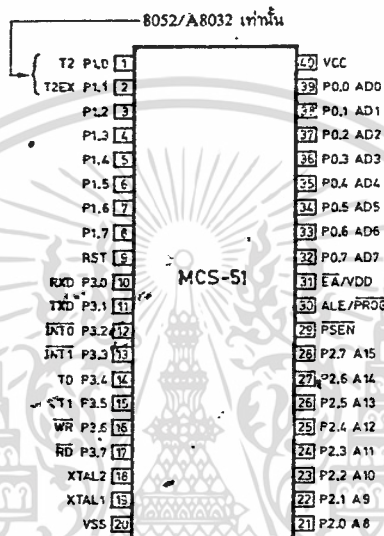 8052/A8032 เท่านั้น
T2 P1.0 1
T2EX P1.1 2
P1.2 3
P1.3 4
P1.4 5
P1.5 6
P1.6 7
P1.7 8
RST 9
RXD P3.0 10
TXD P3.1 11
INT0 P3.2 12
INT1 P3.3 13
T0 P3.4 14
T1 P3.5 15
WR P3.6 16
RD P3.7 17
XTAL2 18
XTAL1 19
VSS 20
MCS-51
40 VCC
39 P0.0 AD0
38 P0.1 AD1
37 P0.2 AD2
36 P0.3 AD3
35 P0.4 AD4
34 P0.5 AD5
33 P0.6 AD6
32 P0.7 AD7
31 EA/VDD
30 ALE/PROG
29 PSEN
28 P2.7 A15
27 P2.6 A14
26 P2.5 A13
25 P2.4 A12
24 P2.3 A11
23 P2.2 A10
22 P2.1 A9
21 P2.0 A8